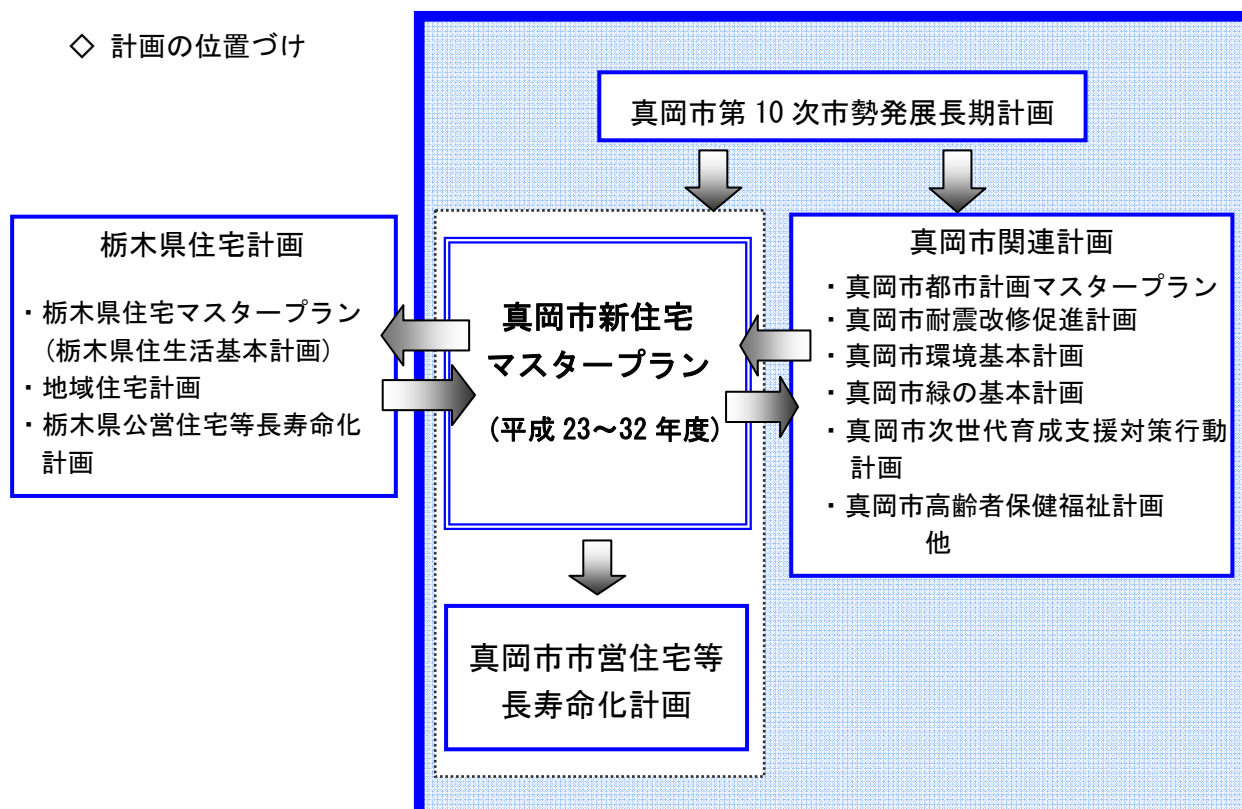 ◇ 計画の位置づけ
真岡市第 10 次市勢発展長期計画
栃木県住宅計画
・栃木県住宅マスタープラン
(栃木県住生活基本計画)
・地域住宅計画
・栃木県公営住宅等長寿命化
計画
真岡市新住宅
マスタープラン
(平成 23～32 年度)
真岡市関連計画
・真岡市都市計画マスタープラン
・真岡市耐震改修促進計画
・真岡市環境基本計画
・真岡市緑の基本計画
・真岡市次世代育成支援対策行動
計画
・真岡市高齢者保健福祉計画
他
真岡市市営住宅等
長寿命化計画